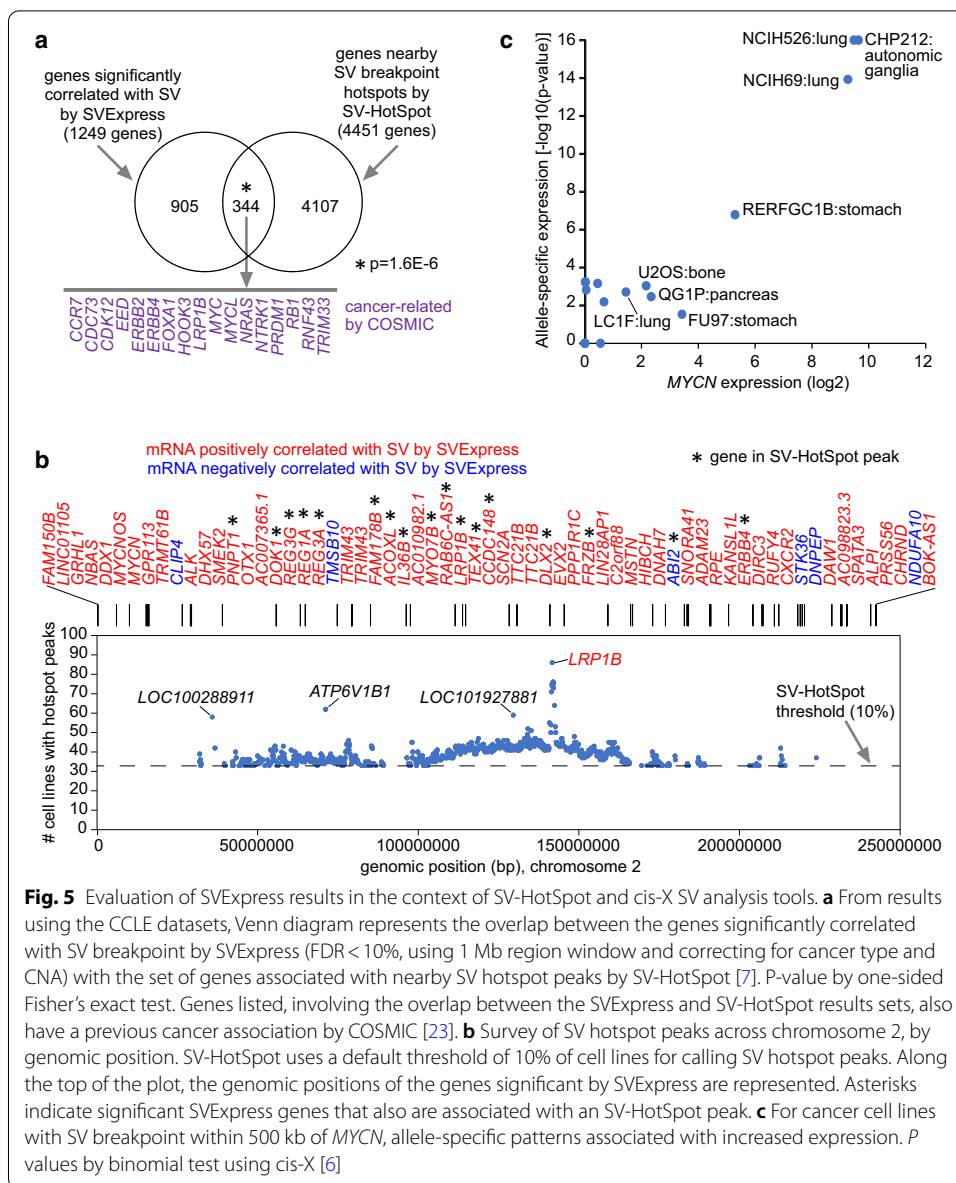 a
genes significantly
correlated with SV
by SVExpress
(1249 genes)
genes nearby
SV breakpoint
hotspots by
SV-HotSpot
(4451 genes)
905
*
344
4107
* p=1.6E-6
CCR7
CDC73
CDK12
EED
ERBB2
ERBB4
FOXA1
HOOK3
LRP1B
MYC
MYCL
NRAS
NTRK1
PRDM1
RB1
RNF43
TRIM33
cancer-related
by COSMIC
c
Allele-specific expression [-log10(p-value)]
16
14
12
10
8
6
4
2
0
NCIH526:lung
CHP212:
autonomic
ganglia
NCIH69:lung
RERFGC1B:stomach
U2OS:bone
QG1P:pancreas
LC1F:lung
FU97:stomach
0 2 4 6 8 10 12
MYCN expression (log2)
b
mRNA positively correlated with SV by SVExpress
mRNA negatively correlated with SV by SVExpress
* gene in SV-HotSpot peak
FAM150B
LINC01105
GRHL1
NBAS
DDX1
MYCN
MYCNOS
GPR113
TRMT61B
CLIP4
ALK
DHX57
SMEK2
PNPT1 *
OTX1
AC007365.1
DOK1 *
REG3G *
REG1A *
REG3A *
TMSB10
TRIM43
TRIM43
FAM178B *
ACOXL *
IL36B *
AC010982.1
MYO7B *
RAB6C-AS1 *
LRP1B *
TEX41 *
CCDC148 *
SCN2A
TTC21B
TTC21B
DLX2 *
EVX2
PPP1R1C
FRZB *
LIN28AP1
C2orf88
MSTN
HIBCH
DNAH7
ABI2 *
SNORA41
ADAM23
RPE
KANSL1L
ERBB4 *
DIRC3
RUFY4
CXCR2
STK36
DNPEP
DAW1
AC098823.3
SPATA3
ALPI
PRSS56
CHRND
NDUFA10
BOK-AS1
# cell lines with hotspot peaks
100
90
80
70
60
50
40
30
20
10
0
LOC100288911
ATP6V1B1
LOC101927881
LRP1B
SV-HotSpot
threshold (10%)
0 50000000 100000000 150000000 200000000 250000000
genomic position (bp), chromosome 2
Fig. 5 Evaluation of SVExpress results in the context of SV-HotSpot and cis-X SV analysis tools. a From results
using the CCLE datasets, Venn diagram represents the overlap between the genes significantly correlated
with SV breakpoint by SVExpress (FDR < 10%, using 1 Mb region window and correcting for cancer type and
CNA) with the set of genes associated with nearby SV hotspot peaks by SV-HotSpot [7]. P-value by one-sided
Fisher's exact test. Genes listed, involving the overlap between the SVExpress and SV-HotSpot results sets, also
have a previous cancer association by COSMIC [23]. b Survey of SV hotspot peaks across chromosome 2, by
genomic position. SV-HotSpot uses a default threshold of 10% of cell lines for calling SV hotspot peaks. Along
the top of the plot, the genomic positions of the genes significant by SVExpress are represented. Asterisks
indicate significant SVExpress genes that also are associated with an SV-HotSpot peak. c For cancer cell lines
with SV breakpoint within 500 kb of MYCN, allele-specific patterns associated with increased expression. P
values by binomial test using cis-X [6]